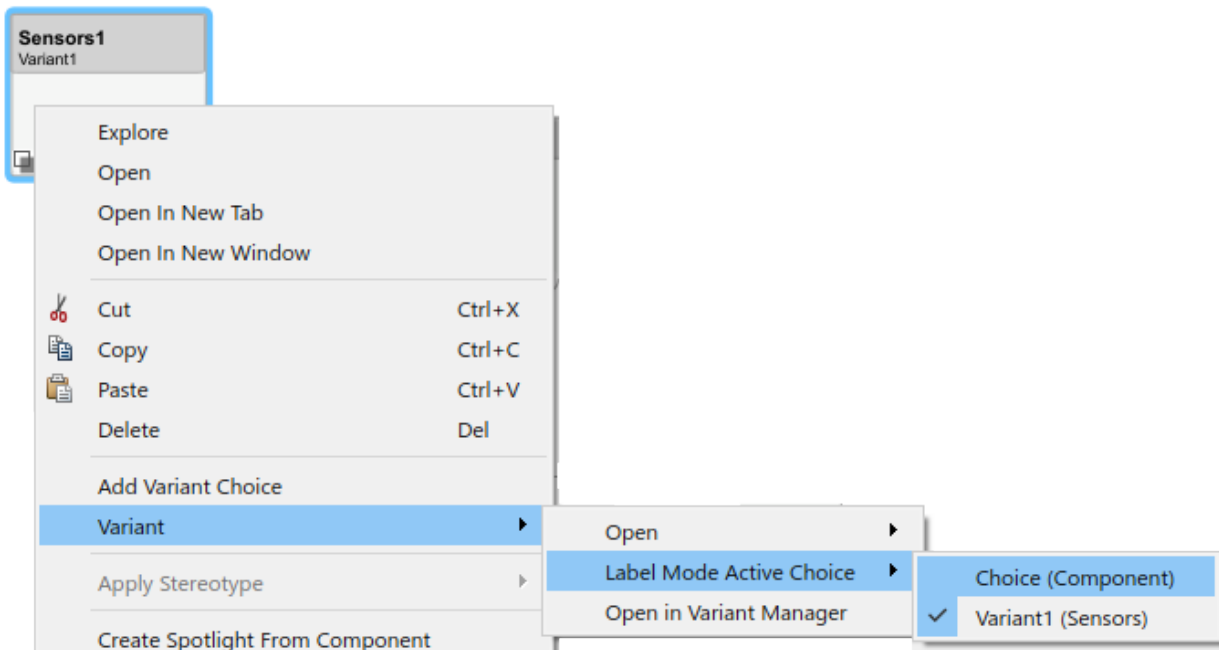 Sensors1
Variant1
Explore
Open
Open In New Tab
Open In New Window
Cut Ctrl+X
Copy Ctrl+C
Paste Ctrl+V
Delete Del
Add Variant Choice
Variant
Open
Label Mode Active Choice
Choice (Component)
Apply Stereotype
Open in Variant Manager
Variant1 (Sensors)
Create Spotlight From Component